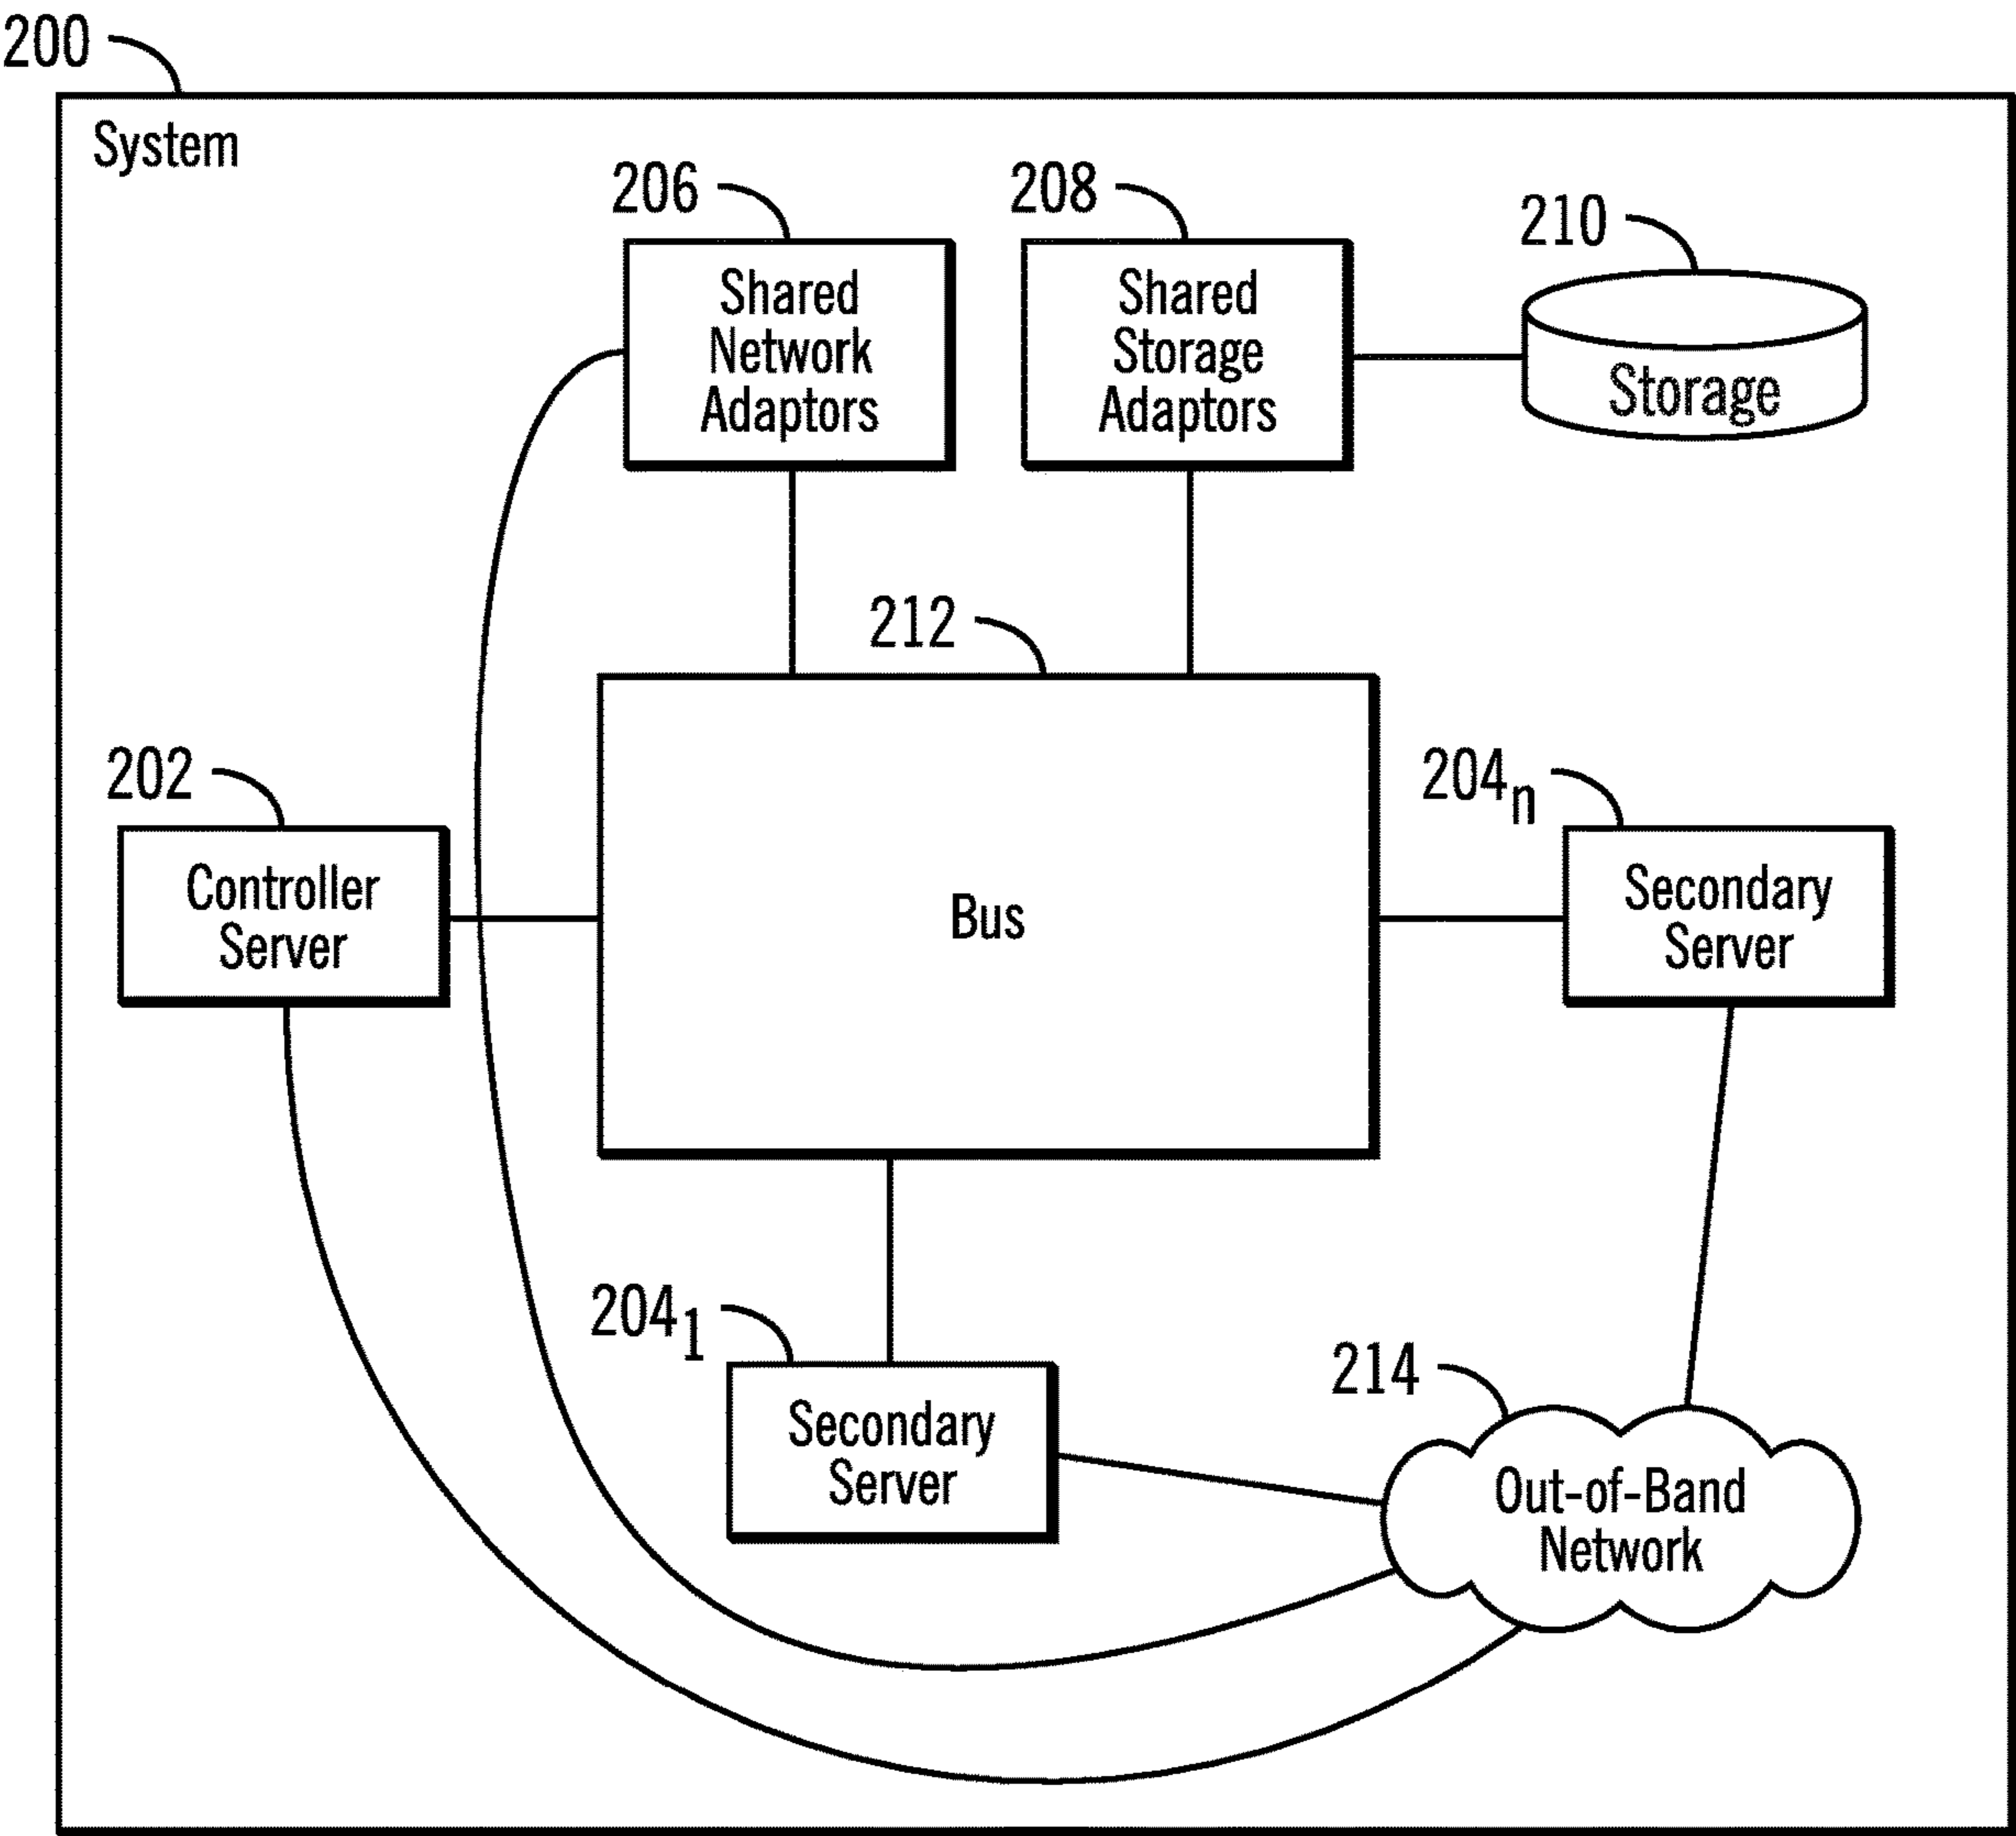 200
System
206
208
210
Shared
Network
Adaptors
Shared
Storage
Adaptors
Storage
212
202
204n
Controller
Server
Bus
Secondary
Server
2041
214
Secondary
Server
Out-of-Band
Network